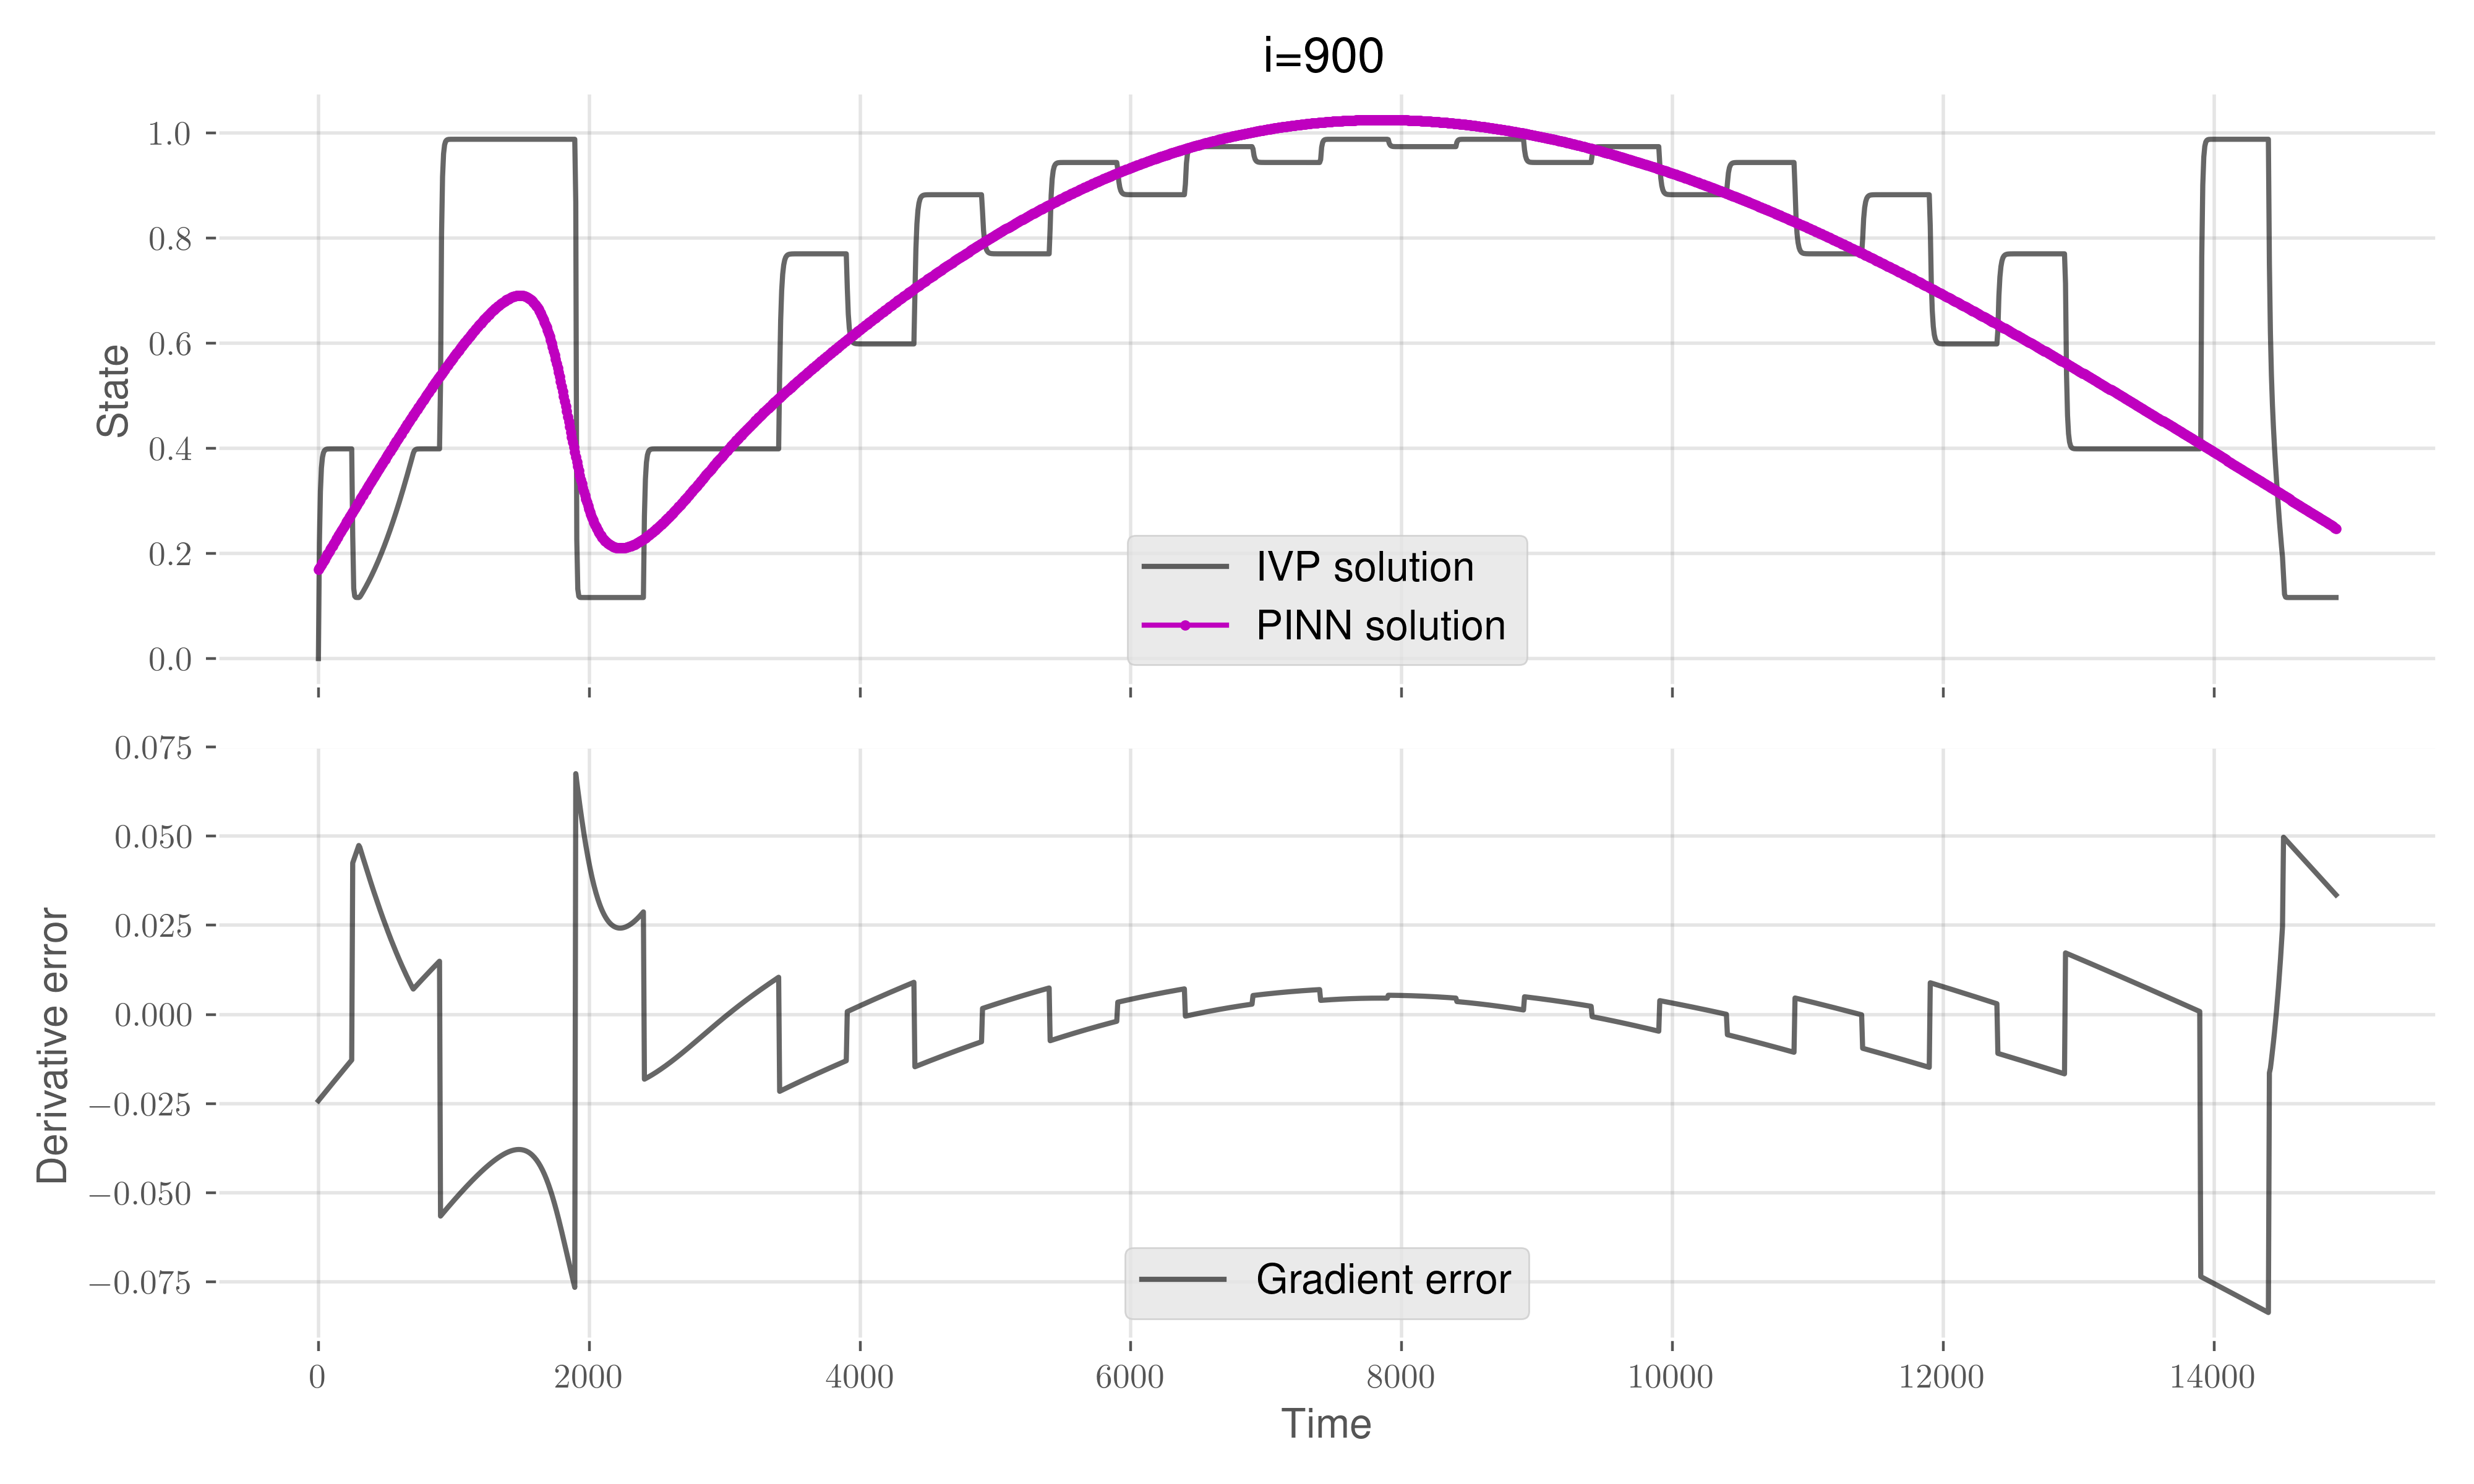 i=900
1.0
0.8
0.6
0.4
0.2
0.0
State
IVP solution
PINN solution
0.075
0.050
0.025
0.000
−0.025
−0.050
−0.075
Derivative error
Gradient error
0 2000 4000 6000 8000 10000 12000 14000
Time